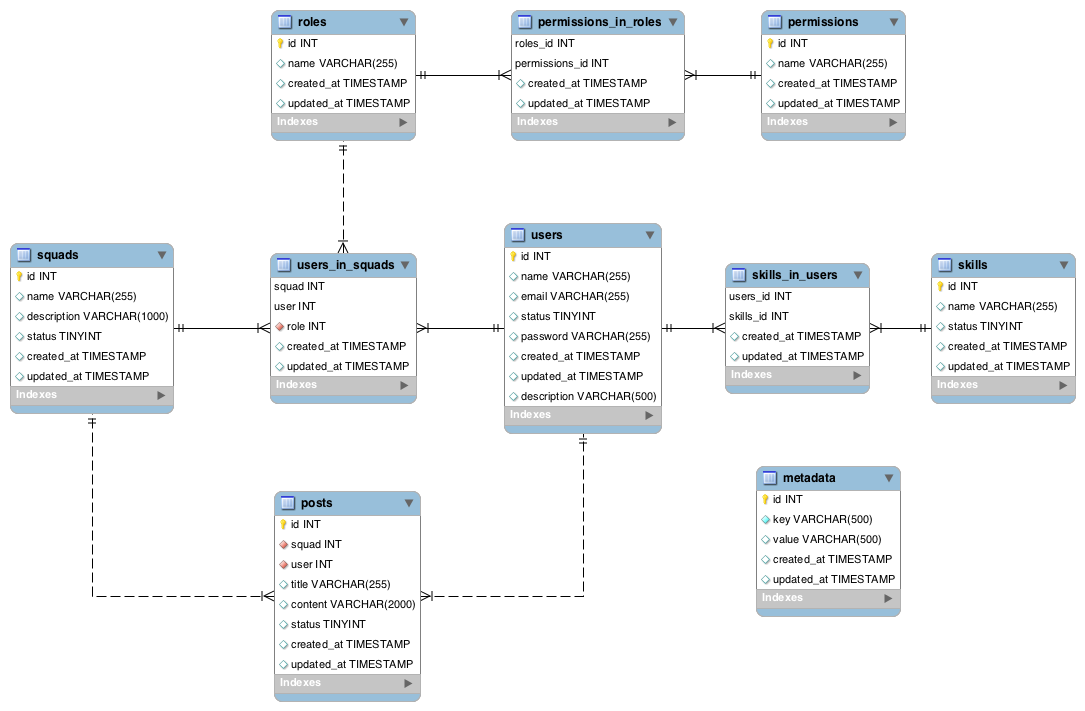 roles
id INT
name VARCHAR(255)
created_at TIMESTAMP
updated_at TIMESTAMP
Indexes
permissions_in_roles
roles_id INT
permissions_id INT
created_at TIMESTAMP
updated_at TIMESTAMP
Indexes
permissions
id INT
name VARCHAR(255)
created_at TIMESTAMP
updated_at TIMESTAMP
Indexes
squads
id INT
name VARCHAR(255)
description VARCHAR(1000)
status TINYINT
created_at TIMESTAMP
updated_at TIMESTAMP
Indexes
users_in_squads
squad INT
user INT
role INT
created_at TIMESTAMP
updated_at TIMESTAMP
Indexes
users
id INT
name VARCHAR(255)
email VARCHAR(255)
status TINYINT
password VARCHAR(255)
created_at TIMESTAMP
updated_at TIMESTAMP
description VARCHAR(500)
Indexes
skills_in_users
users_id INT
skills_id INT
created_at TIMESTAMP
updated_at TIMESTAMP
Indexes
skills
id INT
name VARCHAR(255)
status TINYINT
created_at TIMESTAMP
updated_at TIMESTAMP
Indexes
posts
id INT
squad INT
user INT
title VARCHAR(255)
content VARCHAR(2000)
status TINYINT
created_at TIMESTAMP
updated_at TIMESTAMP
Indexes
metadata
id INT
key VARCHAR(500)
value VARCHAR(500)
created_at TIMESTAMP
updated_at TIMESTAMP
Indexes